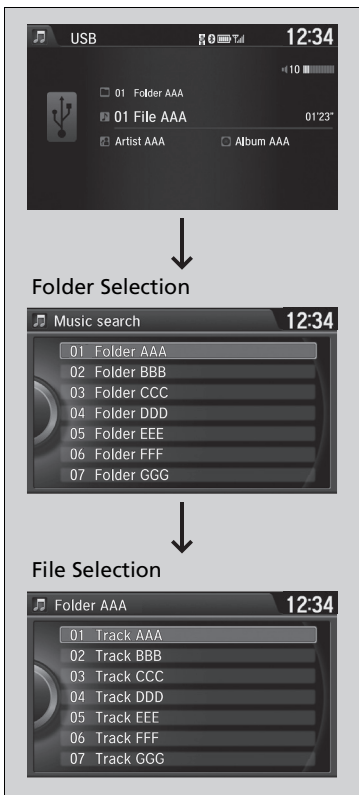 USB 12:34
10
01 Folder AAA
01 File AAA 01'23"
Artist AAA Album AAA
Folder Selection
Music search 12:34
01 Folder AAA
02 Folder BBB
03 Folder CCC
04 Folder DDD
05 Folder EEE
06 Folder FFF
07 Folder GGG
File Selection
Folder AAA 12:34
01 Track AAA
02 Track BBB
03 Track CCC
04 Track DDD
05 Track EEE
06 Track FFF
07 Track GGG